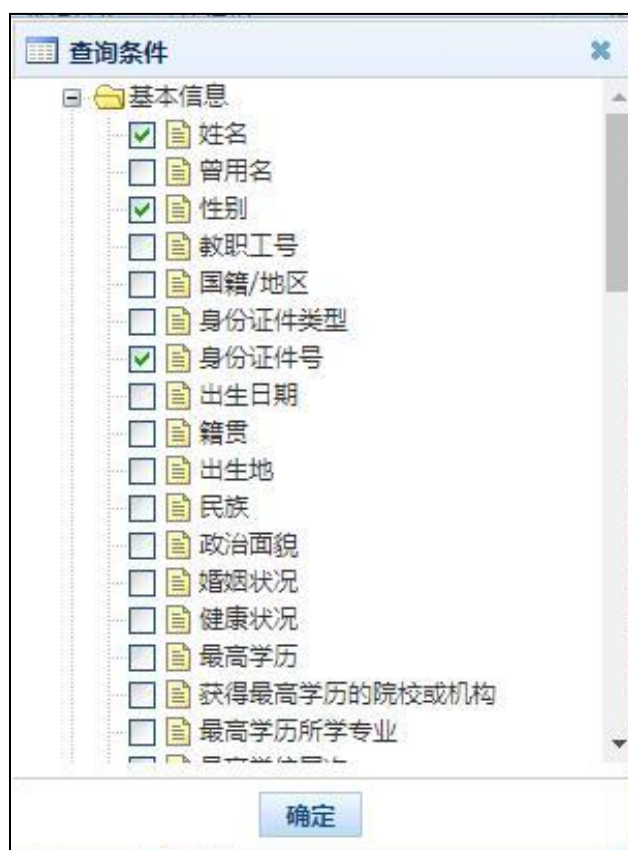 查询条件
基本信息
姓名
曾用名
性别
教职工号
国籍/地区
身份证件类型
身份证件号
出生日期
籍贯
出生地
民族
政治面貌
婚姻状况
健康状况
最高学历
获得最高学历的院校或机构
最高学历所学专业
确定